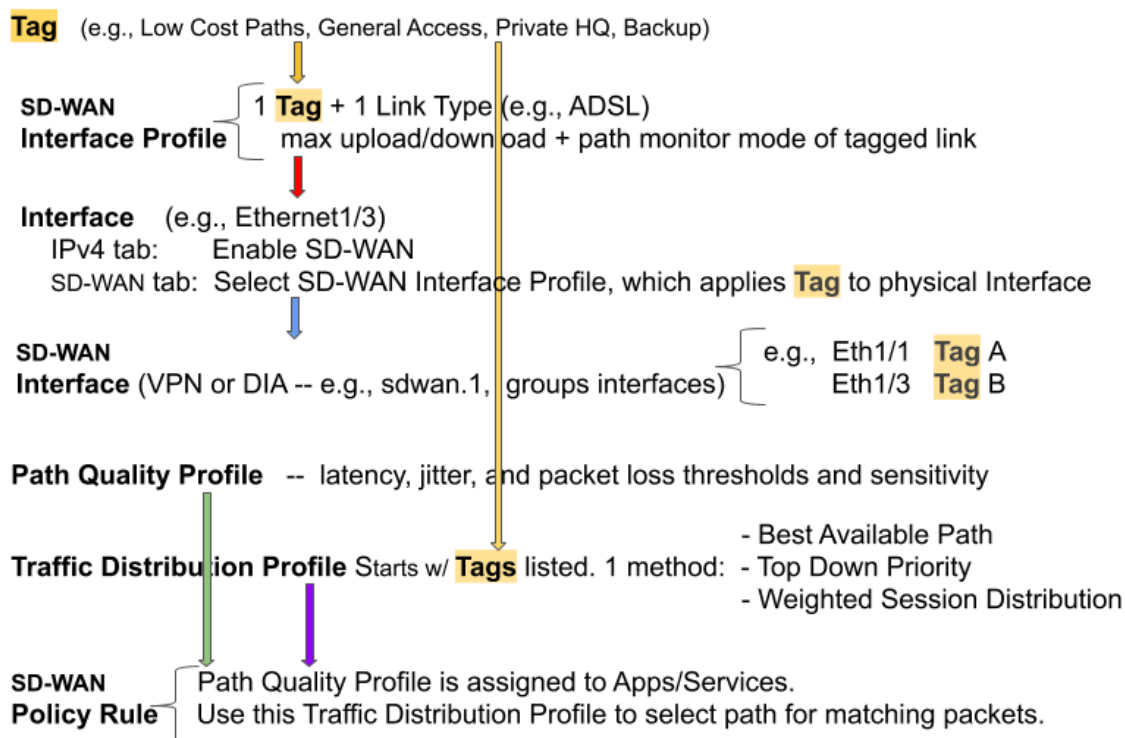 Tag (e.g., Low Cost Paths, General Access, Private HQ, Backup)
SD-WAN
Interface Profile
1 Tag + 1 Link Type (e.g., ADSL)
max upload/download + path monitor mode of tagged link
Interface (e.g., Ethernet1/3)
IPv4 tab: Enable SD-WAN
SD-WAN tab: Select SD-WAN Interface Profile, which applies Tag to physical Interface
SD-WAN
Interface (VPN or DIA -- e.g., sdwan.1, groups interfaces)
e.g., Eth1/1 Tag A
Eth1/3 Tag B
Path Quality Profile -- latency, jitter, and packet loss thresholds and sensitivity
Traffic Distribution Profile Starts w/ Tags listed. 1 method:
- Best Available Path
- Top Down Priority
- Weighted Session Distribution
SD-WAN
Policy Rule
Path Quality Profile is assigned to Apps/Services.
Use this Traffic Distribution Profile to select path for matching packets.